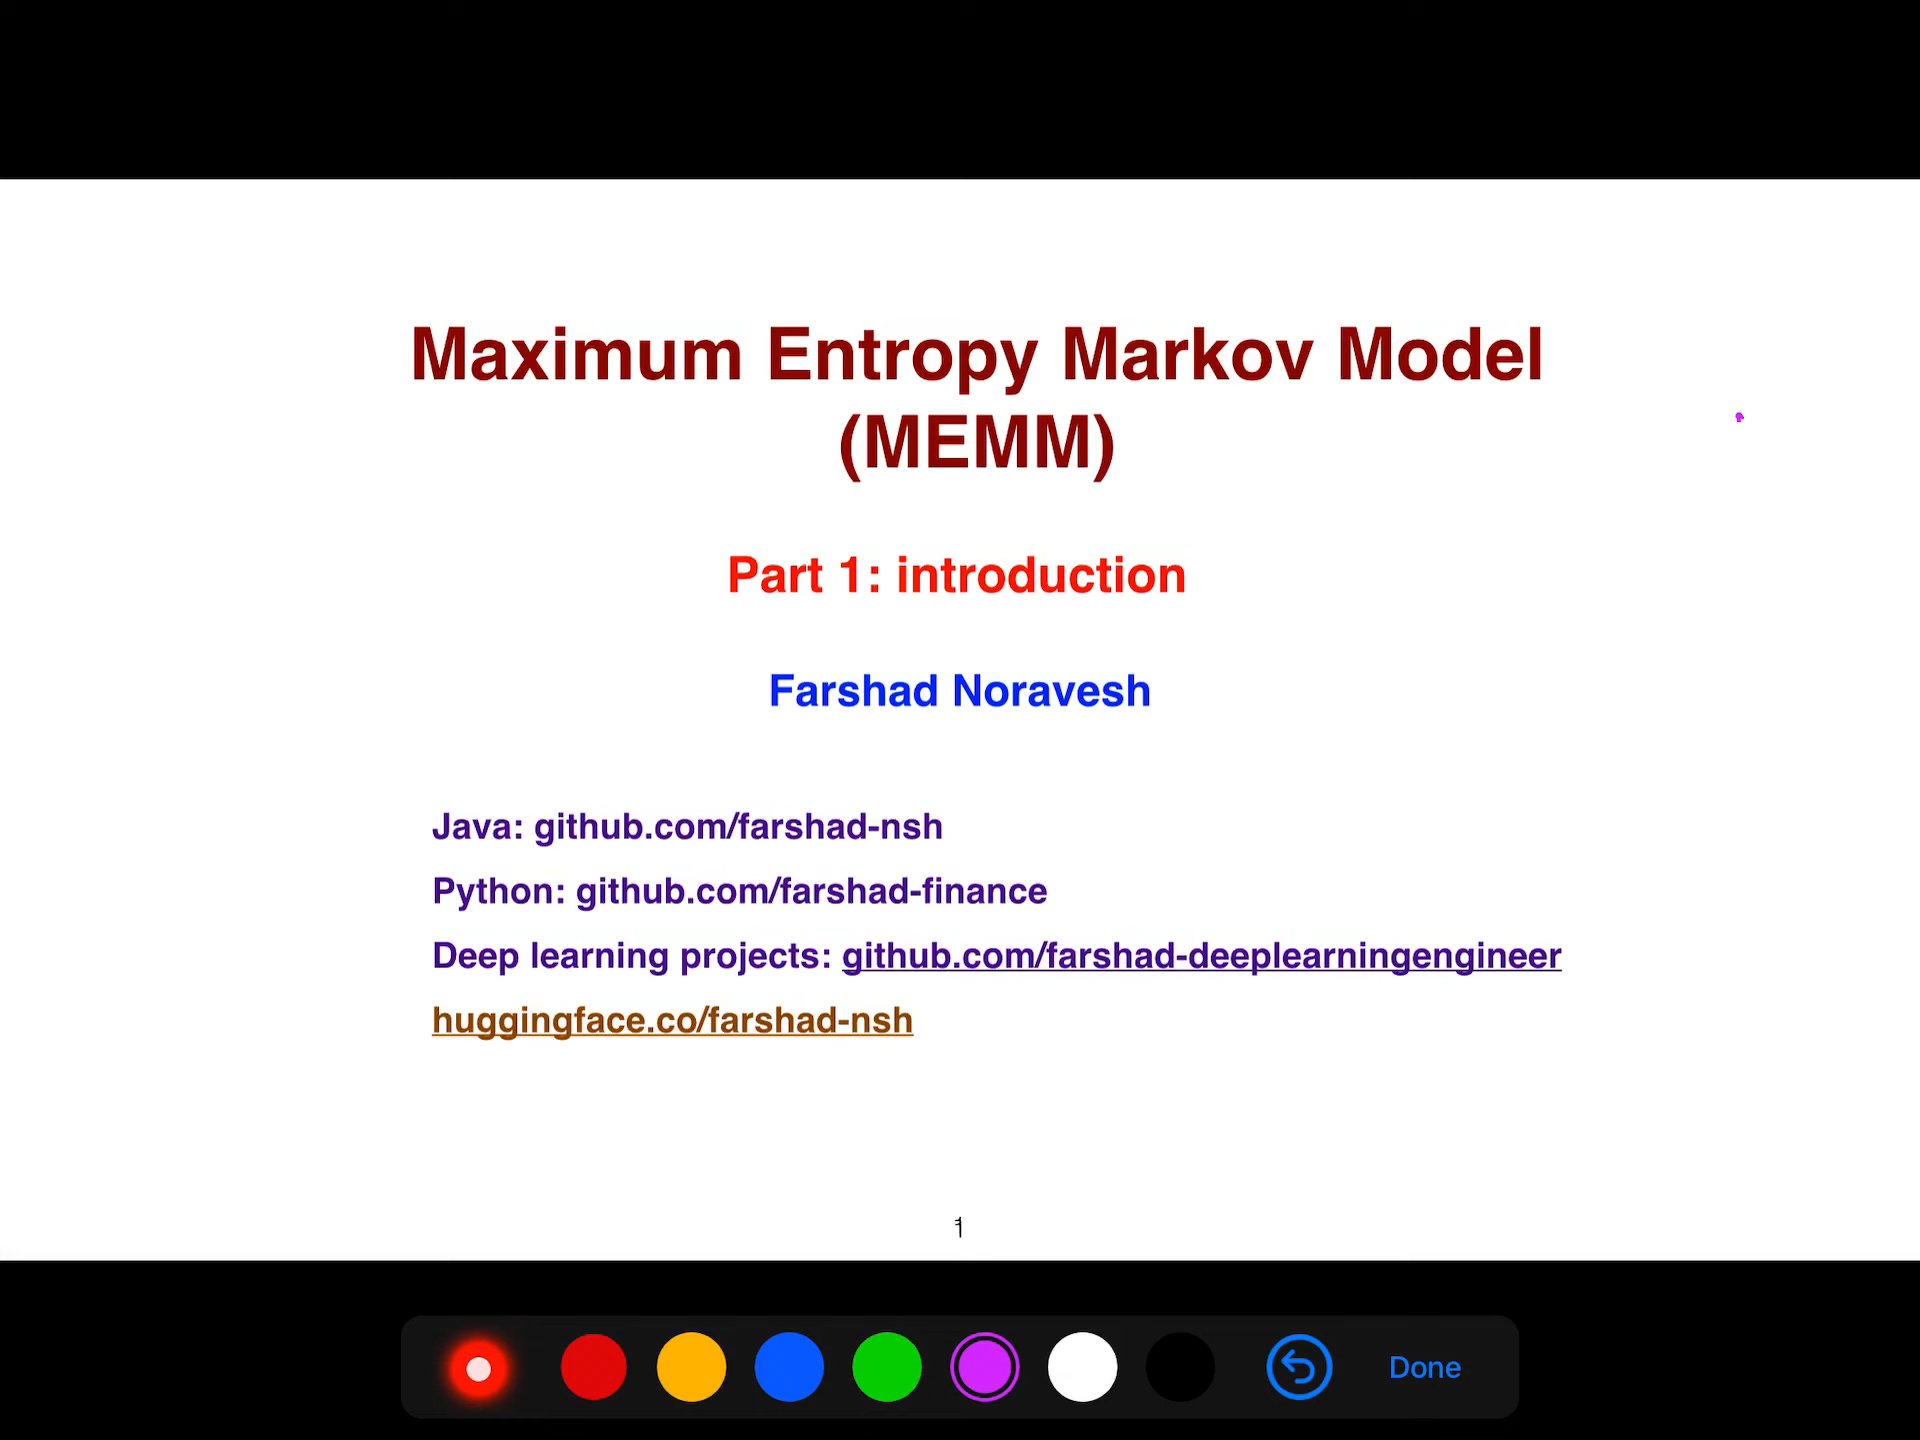 Maximum Entropy Markov Model
(MEMM)
Part 1: introduction
Farshad Noravesh
Java: github.com/farshad-nsh
Python: github.com/farshad-finance
Deep learning projects: github.com/farshad-deeplearningengineer
huggingface.co/farshad-nsh
1
Done